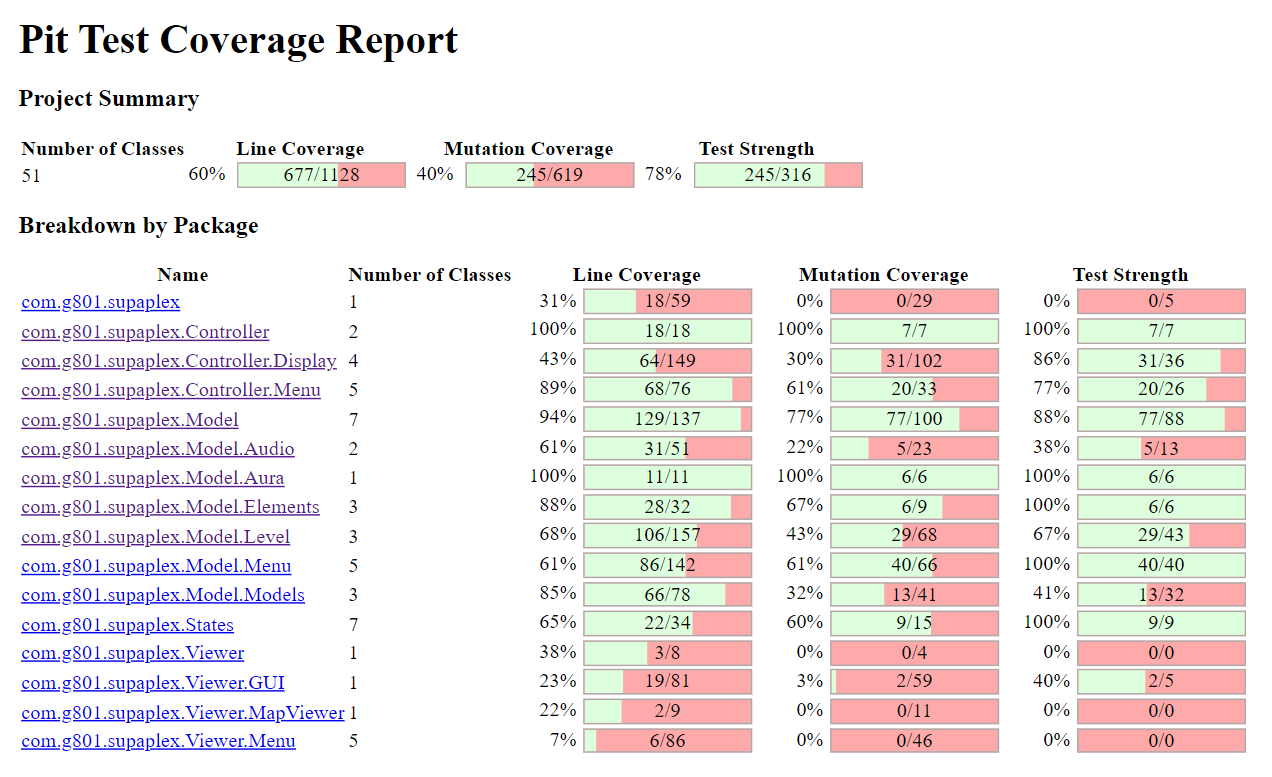 Pit Test Coverage Report
Project Summary
Number of Classes Line Coverage Mutation Coverage Test Strength
51 60% 677/1128 40% 245/619 78% 245/316
Breakdown by Package
Name Number of Classes Line Coverage Mutation Coverage Test Strength
com.g801.supaplex 1 31% 18/59 0% 0/29 0% 0/5
com.g801.supaplex.Controller 2 100% 18/18 100% 7/7 100% 7/7
com.g801.supaplex.Controller.Display 4 43% 64/149 30% 31/102 86% 31/36
com.g801.supaplex.Controller.Menu 5 89% 68/76 61% 20/33 77% 20/26
com.g801.supaplex.Model 7 94% 129/137 77% 77/100 88% 77/88
com.g801.supaplex.Model.Audio 2 61% 31/51 22% 5/23 38% 5/13
com.g801.supaplex.Model.Aura 1 100% 11/11 100% 6/6 100% 6/6
com.g801.supaplex.Model.Elements 3 88% 28/32 67% 6/9 100% 6/6
com.g801.supaplex.Model.Level 3 68% 106/157 43% 29/68 67% 29/43
com.g801.supaplex.Model.Menu 5 61% 86/142 61% 40/66 100% 40/40
com.g801.supaplex.Model.Models 3 85% 66/78 32% 13/41 41% 13/32
com.g801.supaplex.States 7 65% 22/34 60% 9/15 100% 9/9
com.g801.supaplex.Viewer 1 38% 3/8 0% 0/4 0% 0/0
com.g801.supaplex.Viewer.GUI 1 23% 19/81 3% 2/59 40% 2/5
com.g801.supaplex.Viewer.MapViewer 1 22% 2/9 0% 0/11 0% 0/0
com.g801.supaplex.Viewer.Menu 5 7% 6/86 0% 0/46 0% 0/0